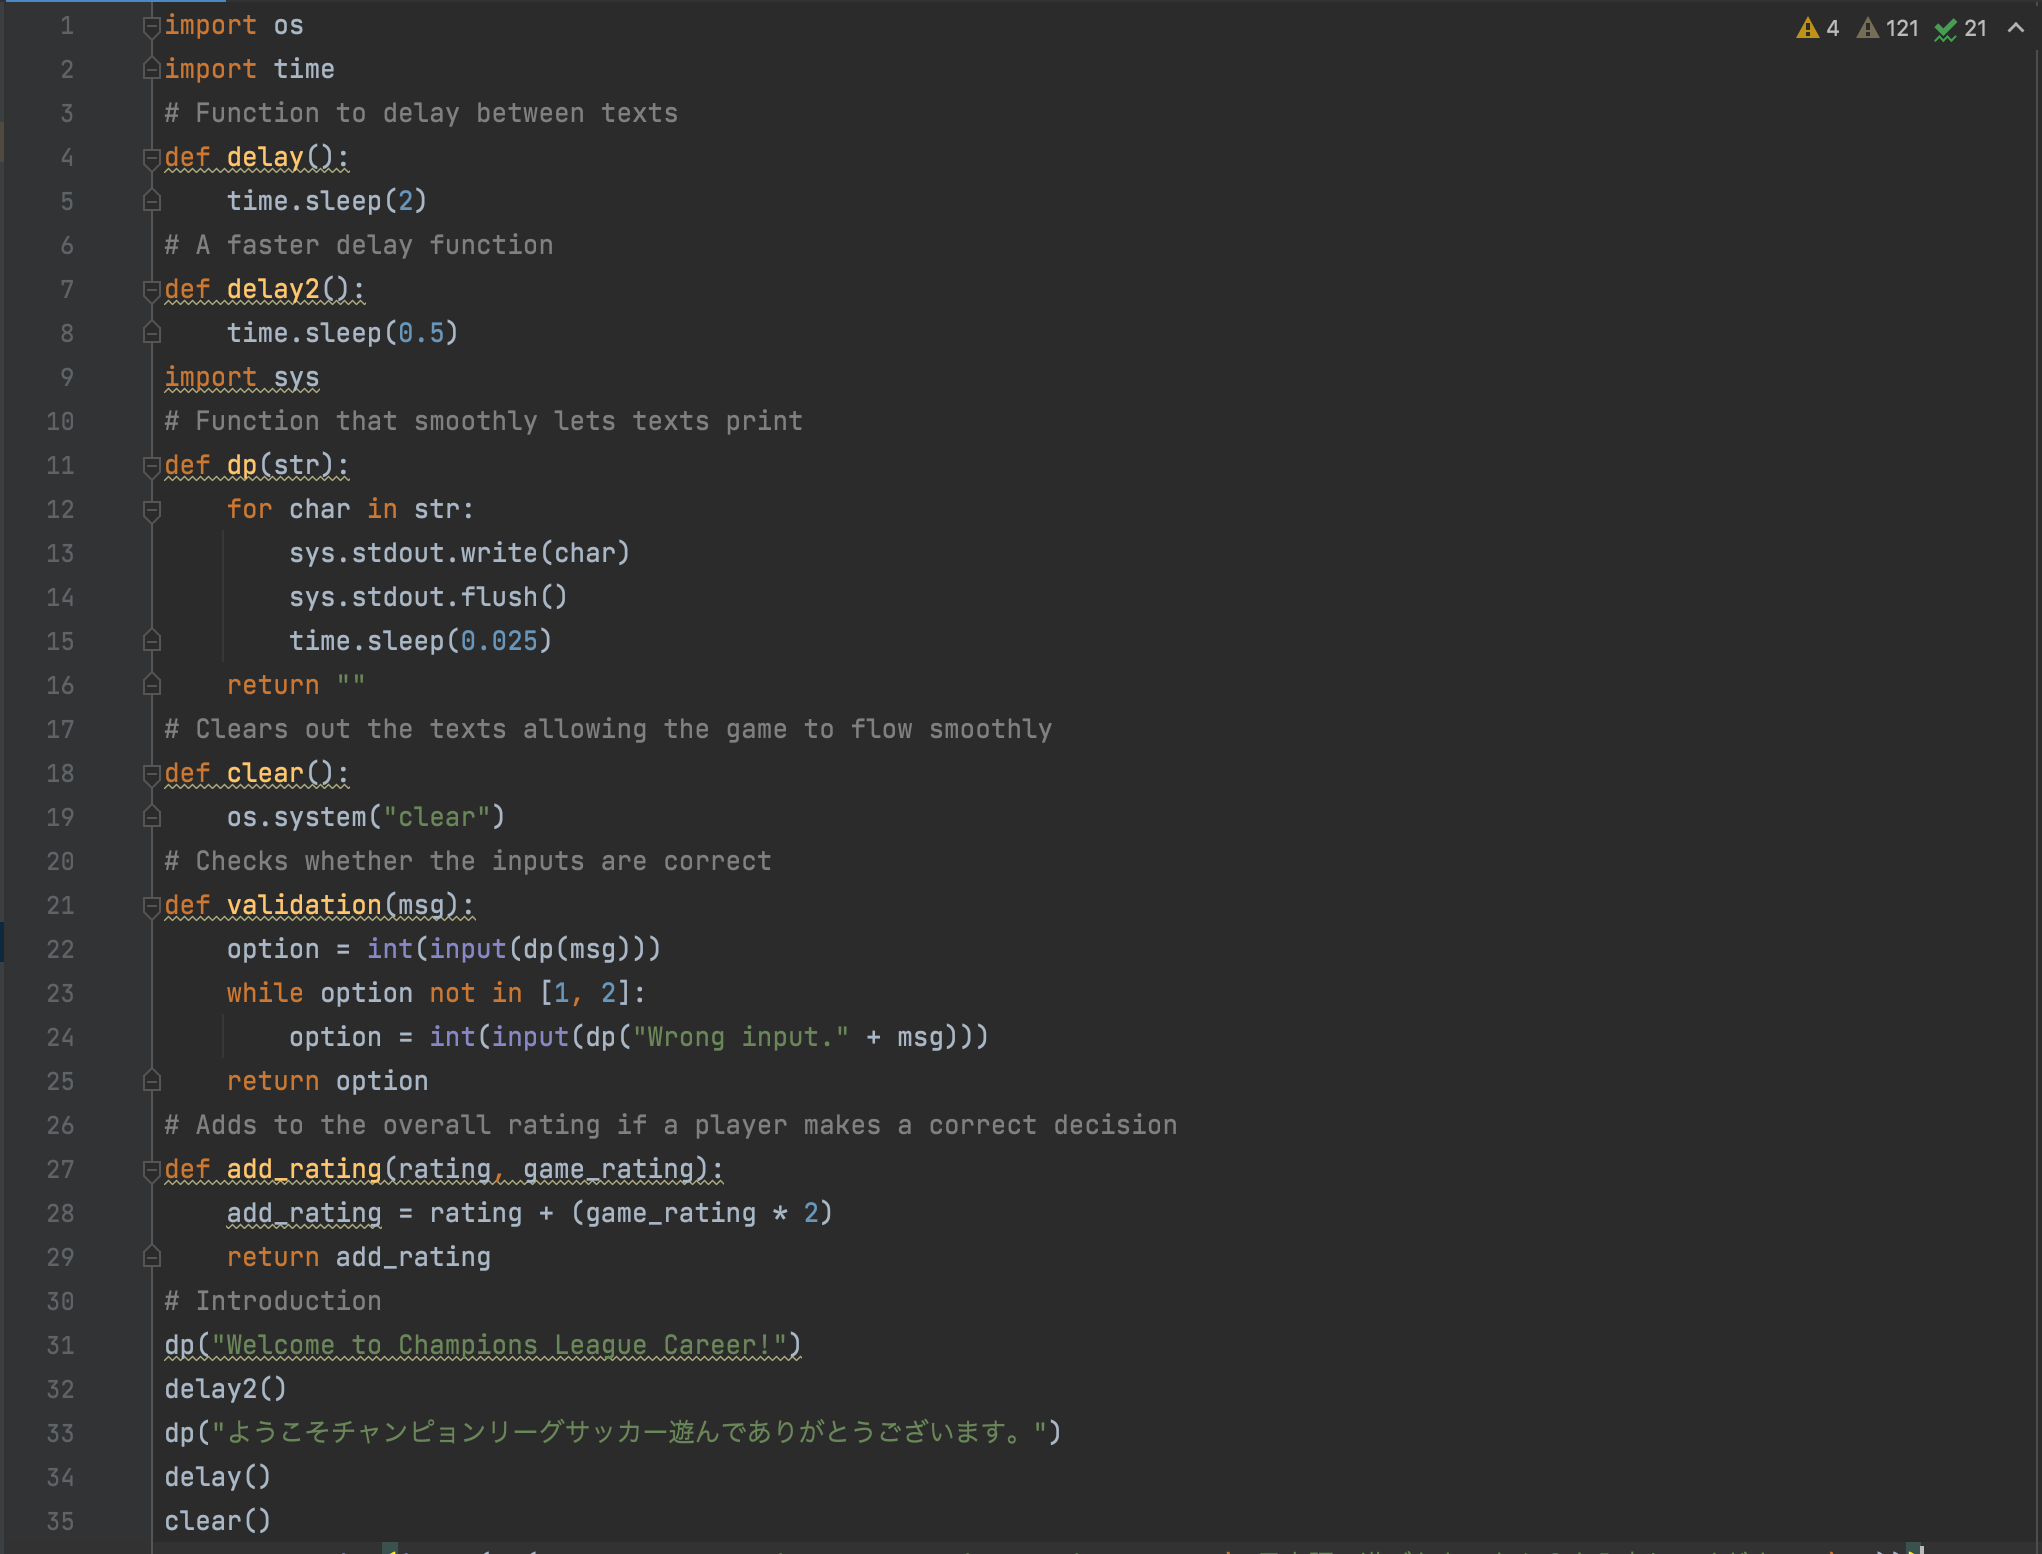 4 121 21
1 import os
2 import time
3 # Function to delay between texts
4 def delay():
5     time.sleep(2)
6 # A faster delay function
7 def delay2():
8     time.sleep(0.5)
9 import sys
10 # Function that smoothly lets texts print
11 def dp(str):
12     for char in str:
13         sys.stdout.write(char)
14         sys.stdout.flush()
15         time.sleep(0.025)
16     return ""
17 # Clears out the texts allowing the game to flow smoothly
18 def clear():
19     os.system("clear")
20 # Checks whether the inputs are correct
21 def validation(msg):
22     option = int(input(dp(msg)))
23     while option not in [1, 2]:
24         option = int(input(dp("Wrong input." + msg)))
25     return option
26 # Adds to the overall rating if a player makes a correct decision
27 def add_rating(rating, game_rating):
28     add_rating = rating + (game_rating * 2)
29     return add_rating
30 # Introduction
31 dp("Welcome to Champions League Career!")
32 delay2()
33 dp("ようこそチャンピョンリーグサッカー遊んでありがとうございます。")
34 delay()
35 clear()